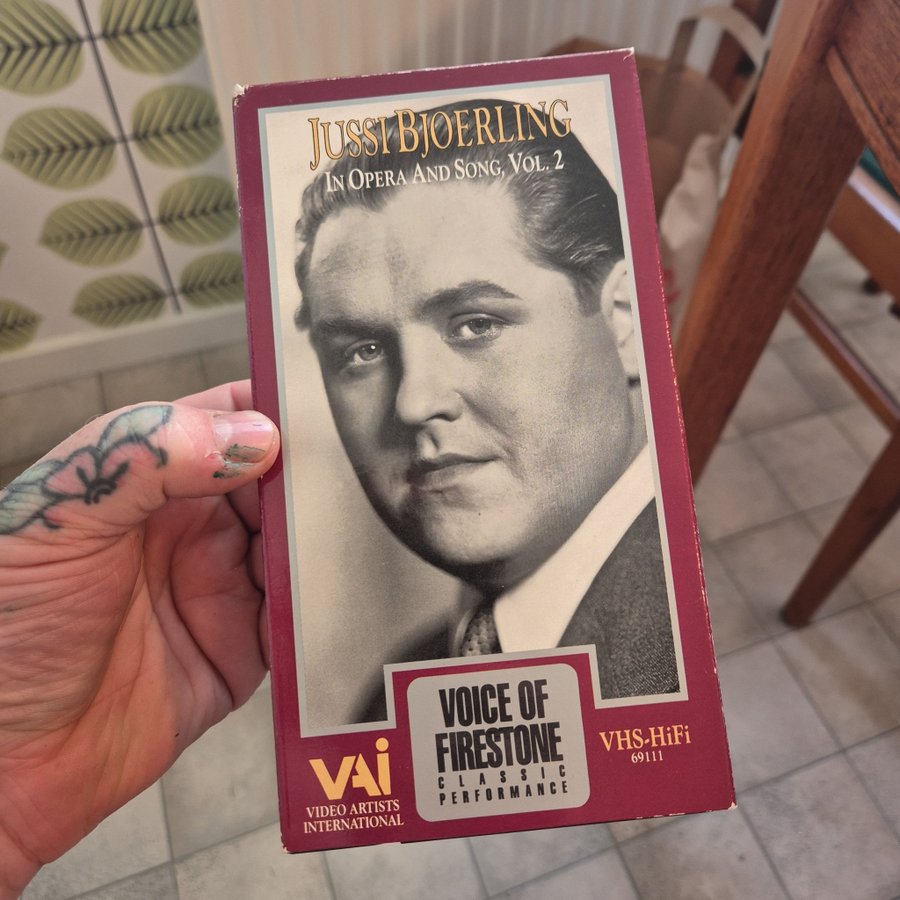 JUSSI BJOERLING
IN OPERA AND SONG, VOL. 2
VOICE OF
FIRESTONE
CLASSIC
PERFORMANCE
VAI
VIDEO ARTISTS
INTERNATIONAL
VHS-HiFi
69111